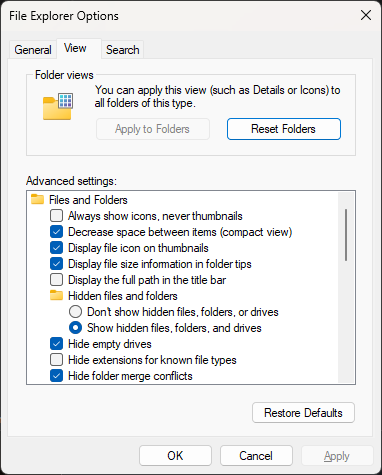 File Explorer Options
General
View
Search
Folder views
You can apply this view (such as Details or Icons) to
all folders of this type.
Apply to Folders
Reset Folders
Advanced settings:
Files and Folders
Always show icons, never thumbnails
Decrease space between items (compact view)
Display file icon on thumbnails
Display file size information in folder tips
Display the full path in the title bar
Hidden files and folders
Don't show hidden files, folders, or drives
Show hidden files, folders, and drives
Hide empty drives
Hide extensions for known file types
Hide folder merge conflicts
Restore Defaults
OK
Cancel
Apply